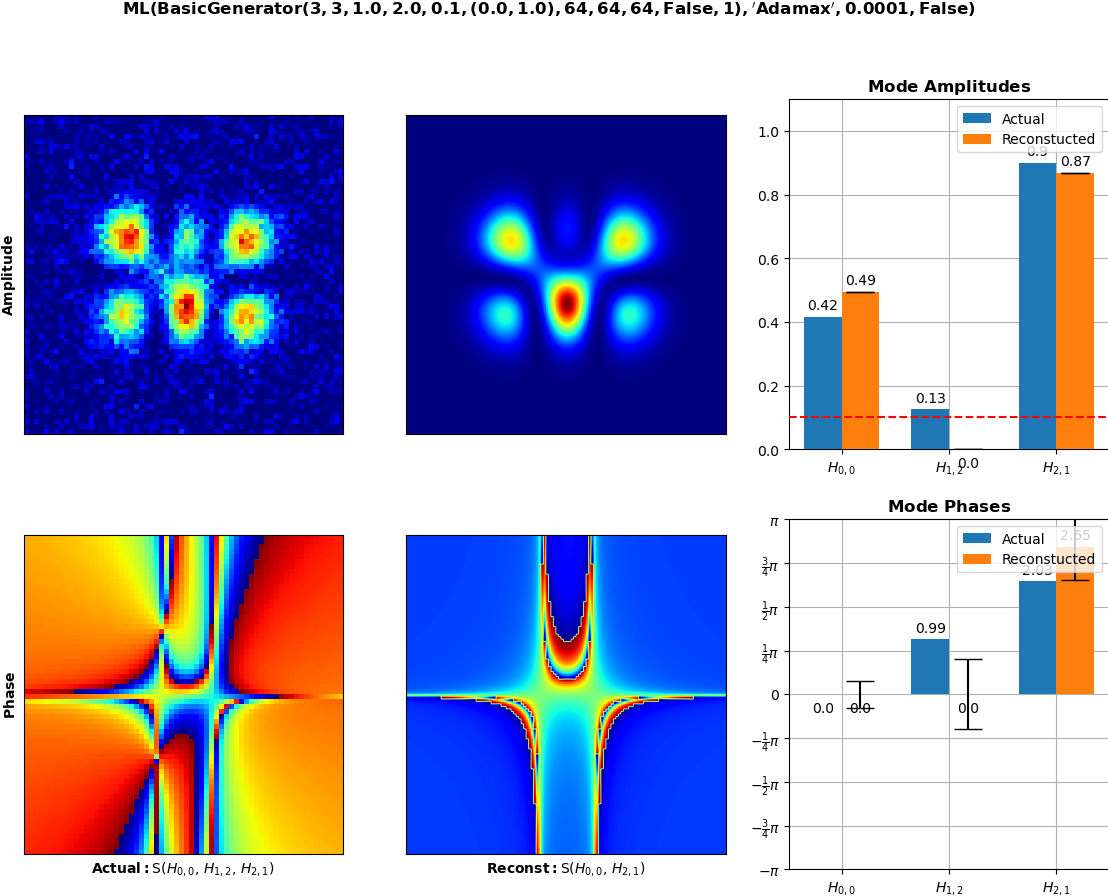 ML(BasicGenerator(3, 3, 1.0, 2.0, 0.1, (0.0, 1.0), 64, 64, 64, False, 1), 'Adamax', 0.0001, False)
Amplitude
Mode Amplitudes
Actual
Reconstucted
1.0
0.8
0.6
0.4
0.2
0.0
0.42
0.49
0.13
0.0
0.9
0.87
H0,0
H1,2
H2,1
Phase
Actual: S(H0,0, H1,2, H2,1)
Reconst: S(H0,0, H2,1)
Mode Phases
Actual
Reconstucted
π
3/4π
1/2π
1/4π
0
−1/4π
−1/2π
−3/4π
−π
0.0
0.0
0.99
0.0
2.03
2.55
H0,0
H1,2
H2,1